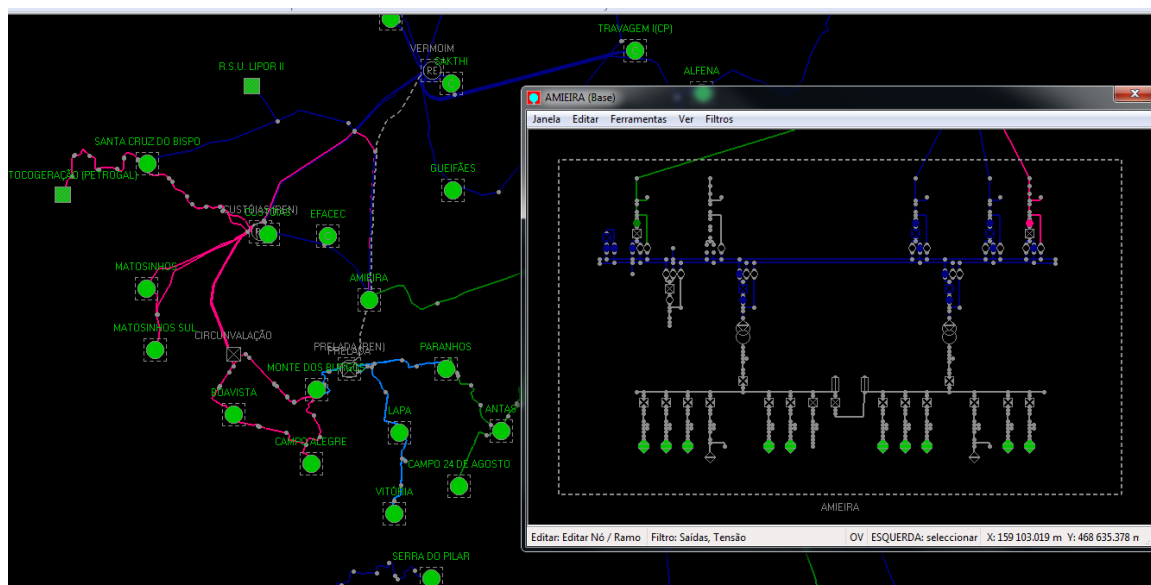 TRAVAGEM I(CP)
VERMOIM
RE
SAKTHI
R.S.U. LIPOR II
ALFENA
SANTA CRUZ DO BISPO
TOCOGERAÇÃO (PETROGAL)
GUEIFÃES
CUSTÓIAS (REN)
EFACEC
MATOSINHOS
AMIEIRA
MATOSINHOS SUL
CIRCUNVALAÇÃO
PRELADA (REN)
PRELADA
PARANHOS
MONTE DOS BURGOS
BOAVISTA
LAPA
ANTAS
CAMPO ALEGRE
CAMPO 24 DE AGOSTO
VITÓRIA
SERRA DO PILAR
AMIEIRA (Base)
Janela Editar Ferramentas Ver Filtros
AMIEIRA
Editar: Editar Nó / Ramo Filtro: Saídas, Tensão OV ESQUERDA: seleccionar X: 159 103.019 m Y: 468 635.378 n